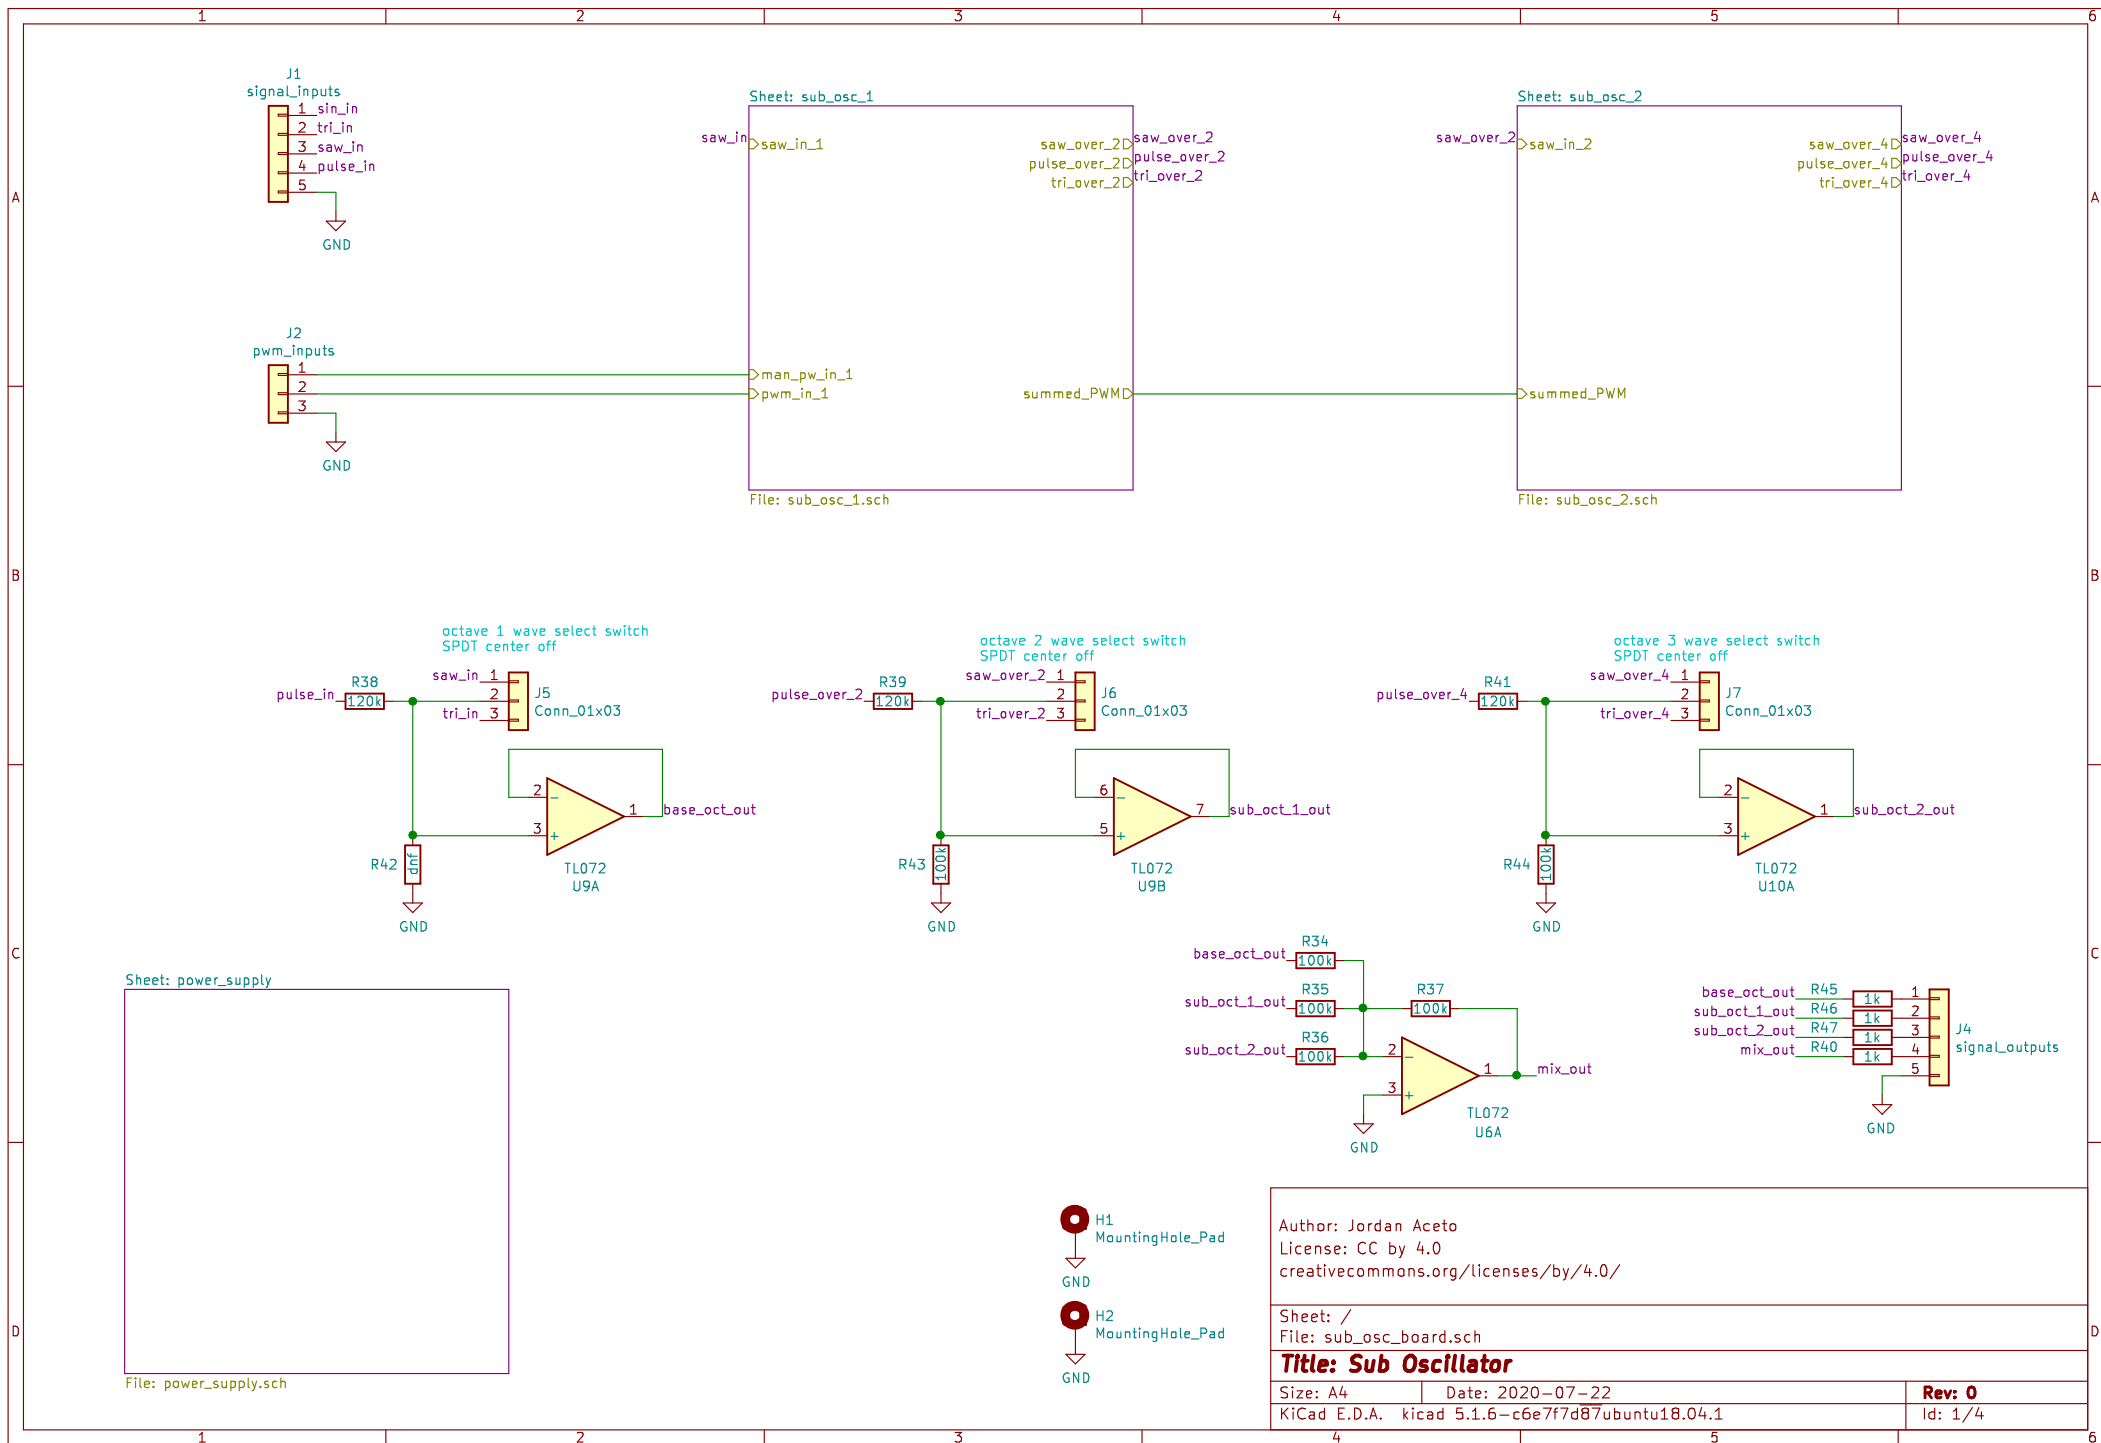 1 2 3 4 5 6
J1
signal_inputs
1 sin_in
2 tri_in
3 saw_in
4 pulse_in
5
GND
Sheet: sub_osc_1
saw_in saw_in_1
saw_over_2 saw_over_2
pulse_over_2 pulse_over_2
tri_over_2 tri_over_2
man_pw_in_1
pwm_in_1
summed_PWM
File: sub_osc_1.sch
Sheet: sub_osc_2
saw_over_2 saw_in_2
saw_over_4 saw_over_4
pulse_over_4 pulse_over_4
tri_over_4 tri_over_4
summed_PWM
File: sub_osc_2.sch
A A
J2
pwm_inputs
1
2
3
GND
B B
octave 1 wave select switch
SPDT center off
pulse_in R38 120k
saw_in 1
2
tri_in 3
J5
Conn_01x03
2 -
3 +
1 base_oct_out
R42 dnf
GND
TL072
U9A
octave 2 wave select switch
SPDT center off
pulse_over_2 R39 120k
saw_over_2 1
2
tri_over_2 3
J6
Conn_01x03
6 -
5 +
7 sub_oct_1_out
R43 100k
GND
TL072
U9B
octave 3 wave select switch
SPDT center off
pulse_over_4 R41 120k
saw_over_4 1
2
tri_over_4 3
J7
Conn_01x03
2 -
3 +
1 sub_oct_2_out
R44 100k
GND
TL072
U10A
C C
base_oct_out R34 100k
sub_oct_1_out R35 100k
R37 100k
sub_oct_2_out R36 100k
2 -
3 +
1 mix_out
GND
TL072
U6A
base_oct_out R45 1k 1
sub_oct_1_out R46 1k 2
sub_oct_2_out R47 1k 3
mix_out R40 1k 4
5
J4
signal_outputs
GND
Sheet: power_supply
File: power_supply.sch
H1
MountingHole_Pad
GND
H2
MountingHole_Pad
GND
D D
Author: Jordan Aceto
License: CC by 4.0
creativecommons.org/licenses/by/4.0/
Sheet: /
File: sub_osc_board.sch
Title: Sub Oscillator
Size: A4 Date: 2020-07-22 Rev: 0
KiCad E.D.A. kicad 5.1.6-c6e7f7d87ubuntu18.04.1 Id: 1/4
1 2 3 4 5 6